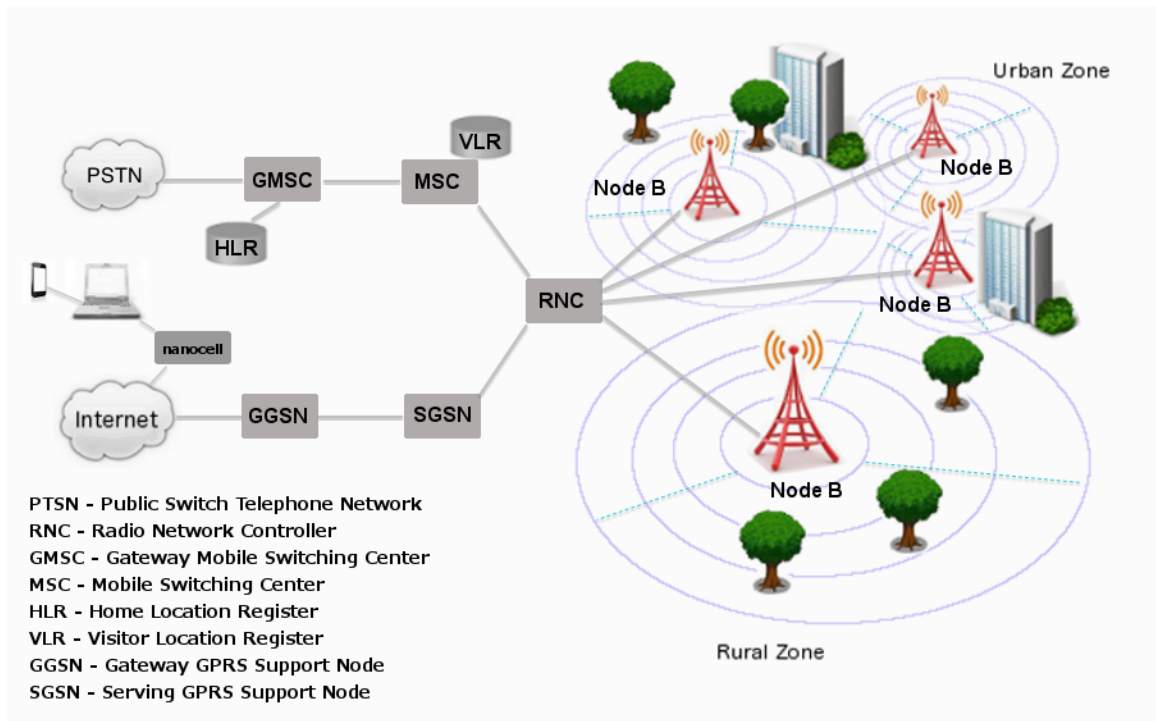 Urban Zone
VLR
PSTN
GMSC
MSC
Node B
Node B
HLR
RNC
Node B
nanocell
Internet
GGSN
SGSN
Node B
PTSN - Public Switch Telephone Network
RNC - Radio Network Controller
GMSC - Gateway Mobile Switching Center
MSC - Mobile Switching Center
HLR - Home Location Register
VLR - Visitor Location Register
GGSN - Gateway GPRS Support Node
SGSN - Serving GPRS Support Node
Rural Zone